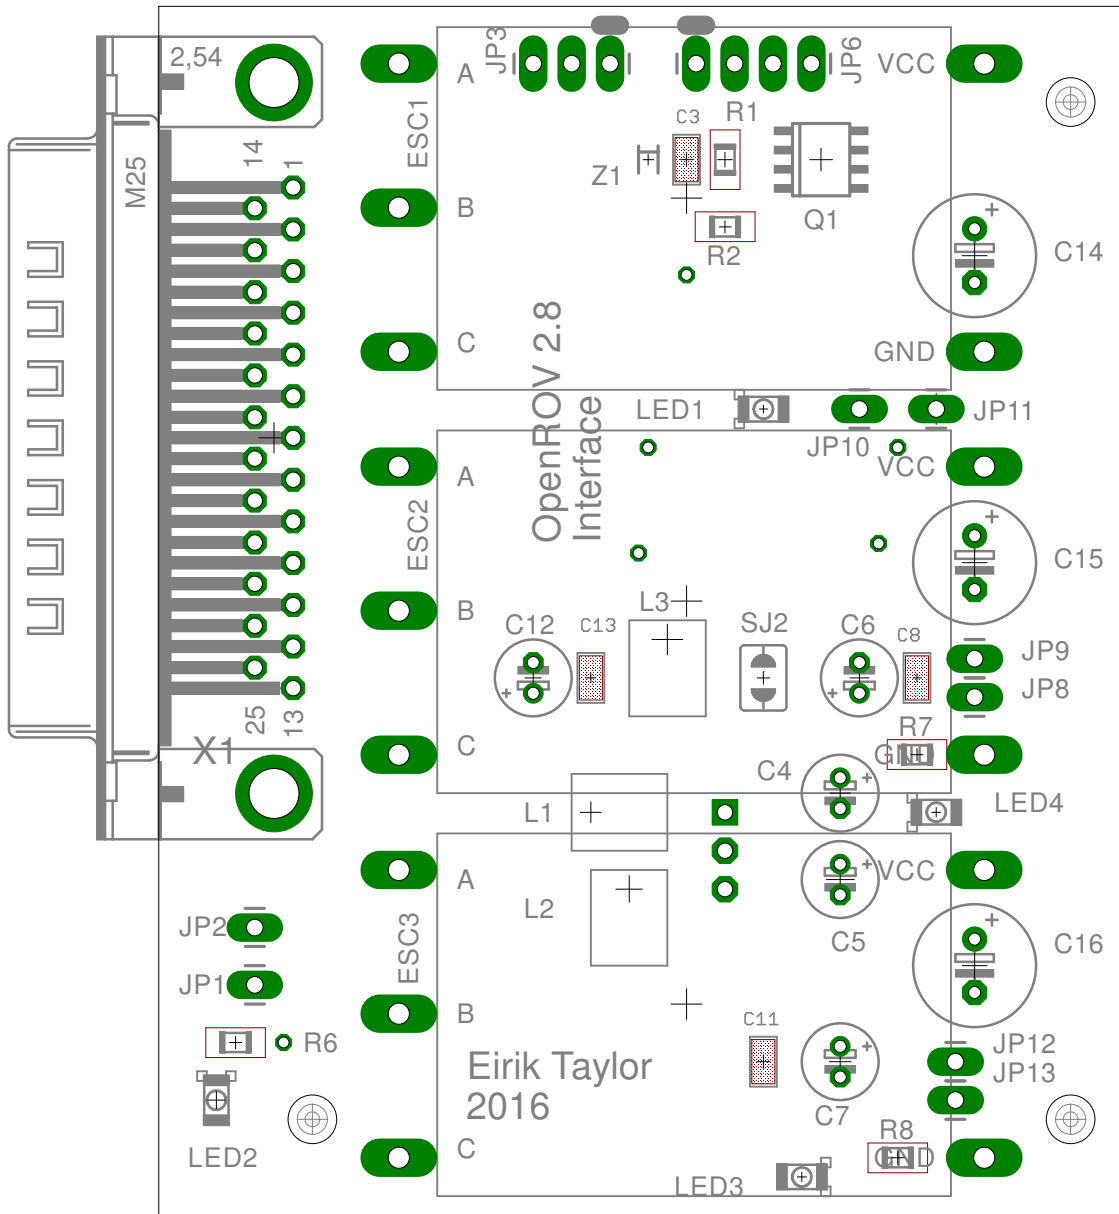 2,54
JP3
JP6
A
VCC
ESC1
14
1
M25
C3
R1
Z1
Q1
B
R2
+
C14
C
GND
OpenROV 2.8
Interface
LED1
JP11
JP10
A
VCC
ESC2
+
C15
B
L3
C12
C13
SJ2
C6
C8
JP9
+
+
JP8
25
13
R7
X1
C
GND
C4
+
L1
LED4
A
+
VCC
L2
JP2
ESC3
C5
+
C16
JP1
B
C11
R6
+
JP12
Eirik Taylor
JP13
2016
C7
R8
LED2
C
GND
LED3